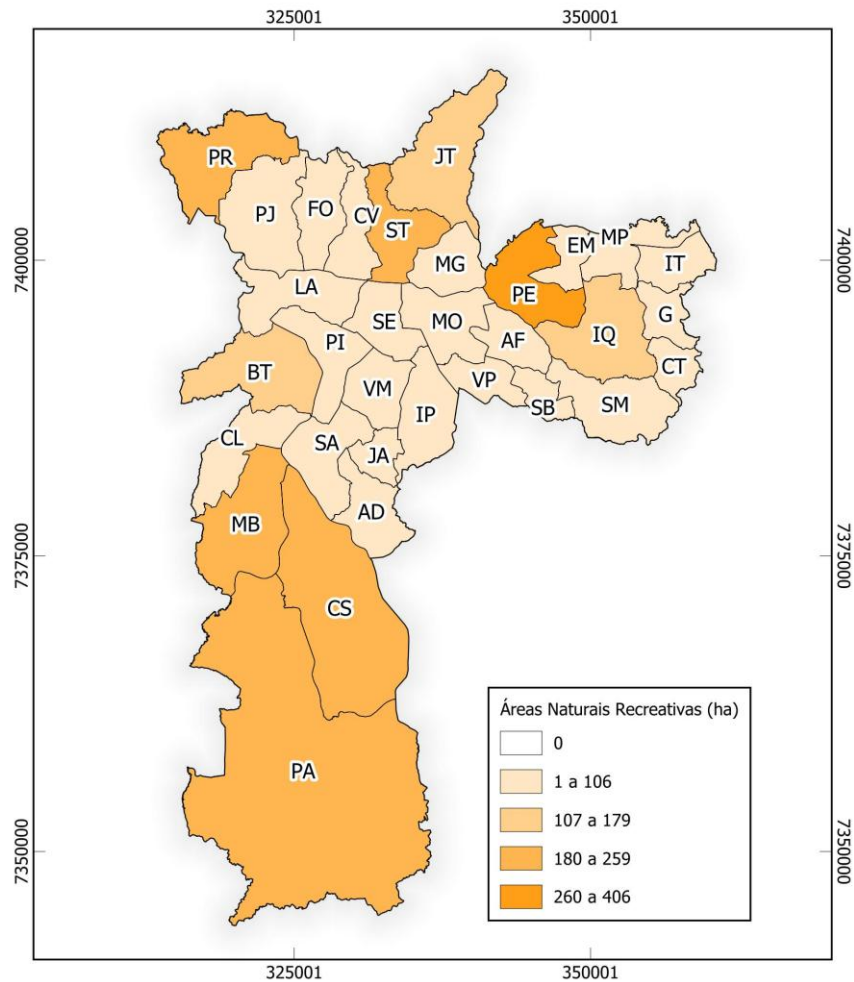 325001 350001
PR
JT
PJ FO CV
ST
EM MP
MG IT
7400000 7400000
LA PE
SE MO G
PI AF IQ
BT CT
VM VP
IP SB SM
CL SA
JA
MB AD
7375000 7375000
CS
Áreas Naturais Recreativas (ha)
0
1 a 106
PA
107 a 179
180 a 259
7350000 7350000
260 a 406
325001 350001